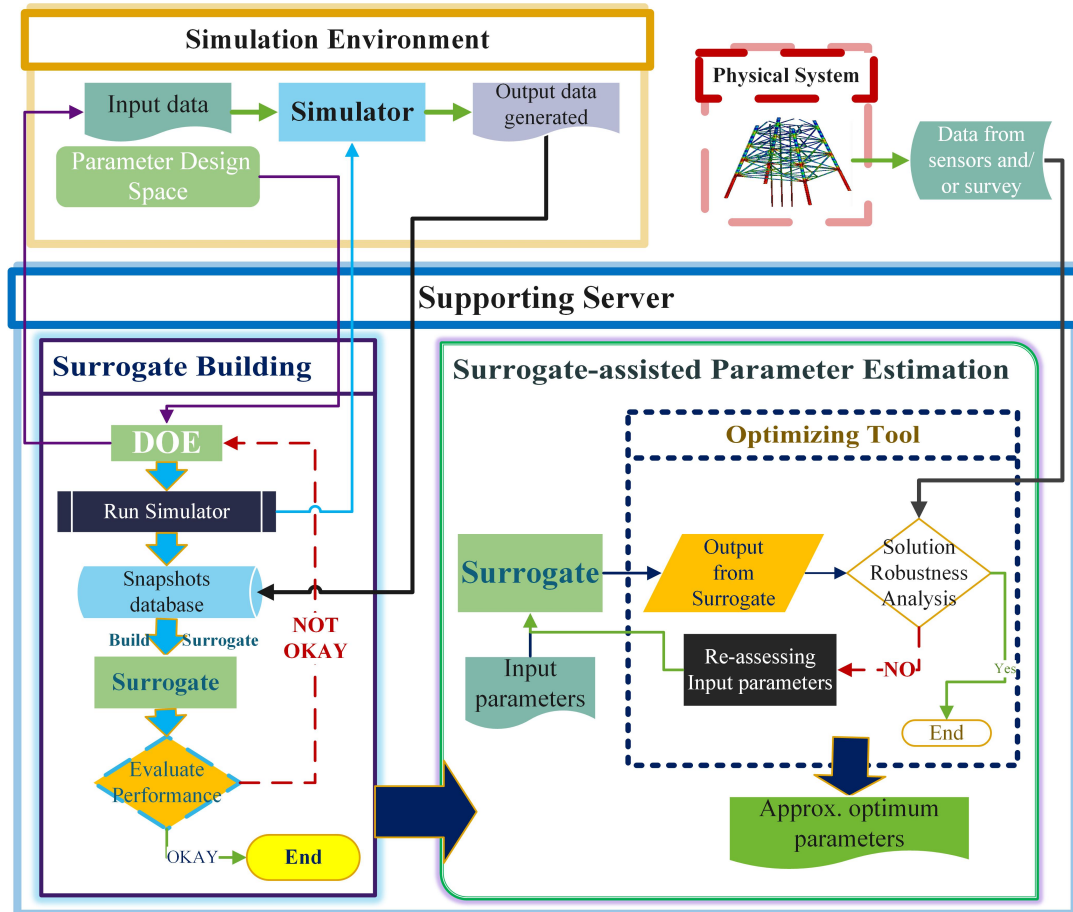 Simulation Environment
Input data
Simulator
Output data
generated
Parameter Design
Space
Physical System
Data from
sensors and/
or survey
Supporting Server
Surrogate Building
DOE
Run Simulator
Snapshots
database
Build Surrogate
Surrogate
Evaluate
Performance
NOT
OKAY
OKAY
End
Surrogate-assisted Parameter Estimation
Optimizing Tool
Surrogate
Output
from
Surrogate
Solution
Robustness
Analysis
Input
parameters
Re-assessing
Input parameters
-NO
Yes
End
Approx. optimum
parameters